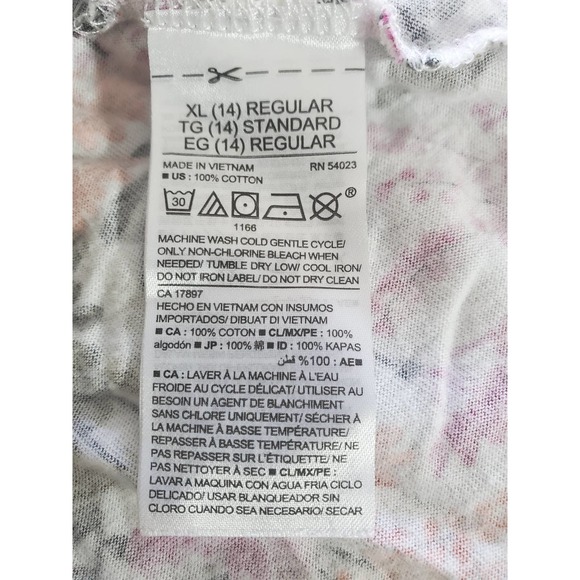 XL (14) REGULAR
TG (14) STANDARD
EG (14) REGULAR
MADE IN VIETNAM RN 54023
■ US : 100% COTTON
30
®
1166
MACHINE WASH COLD GENTLE CYCLE/
ONLY NON-CHLORINE BLEACH WHEN
NEEDED/ TUMBLE DRY LOW/ COOL IRON/
DO NOT IRON LABEL/ DO NOT DRY CLEAN
CA 17897
HECHO EN VIETNAM CON INSUMOS
IMPORTADOS/ DIBUAT DI VIETNAM
■ CA : 100% COTON ■ CL/MX/PE : 100%
algodón ■ JP : 100% 綿 ■ ID : 100% KAPAS
■AE : 100% قطن
■ CA : LAVER À LA MACHINE À L'EAU
FROIDE AU CYCLE DÉLICAT/ UTILISER AU
BESOIN UN AGENT DE BLANCHIMENT
SANS CHLORE UNIQUEMENT/ SÉCHER À
LA MACHINE À BASSE TEMPÉRATURE/
REPASSER À BASSE TEMPÉRATURE/ NE
PAS REPASSER SUR L'ÉTIQUETTE/ NE
PAS NETTOYER À SEC ■ CL/MX/PE :
LAVAR A MAQUINA CON AGUA FRIA CICLO
DELICADO/ USAR BLANQUEADOR SIN
CLORO CUANDO SEA NECESARIO/ SECAR